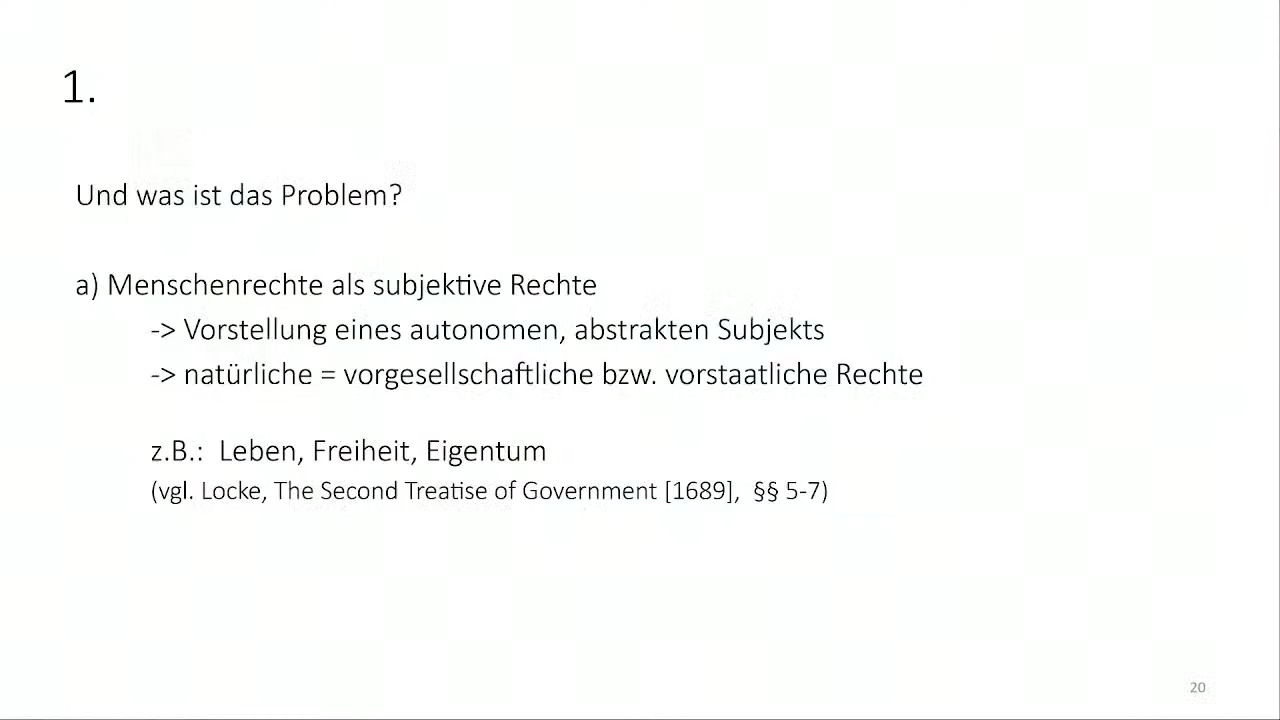 1.
Und was ist das Problem?
a) Menschenrechte als subjektive Rechte
-> Vorstellung eines autonomen, abstrakten Subjekts
-> natürliche = vorgesellschaftliche bzw. vorstaatliche Rechte
z.B.: Leben, Freiheit, Eigentum
(vgl. Locke, The Second Treatise of Government [1689], §§ 5-7)
20